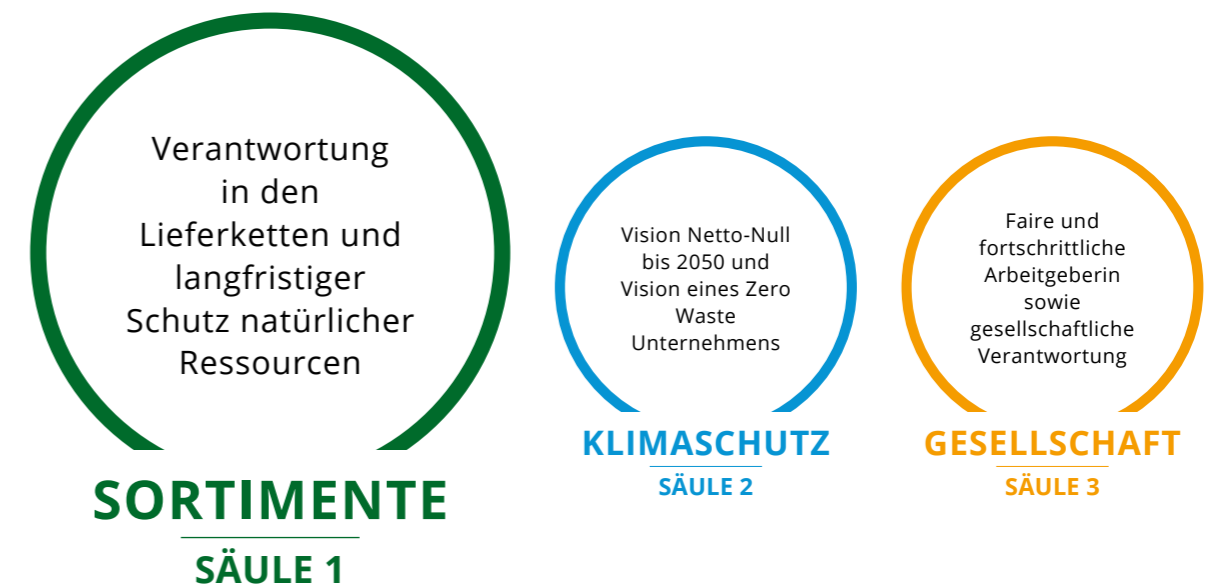 Verantwortung
in den
Lieferketten und
langfristiger
Schutz natürlicher
Ressourcen
SORTIMENTE
SÄULE 1
Vision Netto-Null
bis 2050 und
Vision eines Zero
Waste
Unternehmens
KLIMASCHUTZ
SÄULE 2
Faire und
fortschrittliche
Arbeitgeberin
sowie
gesellschaftliche
Verantwortung
GESELLSCHAFT
SÄULE 3